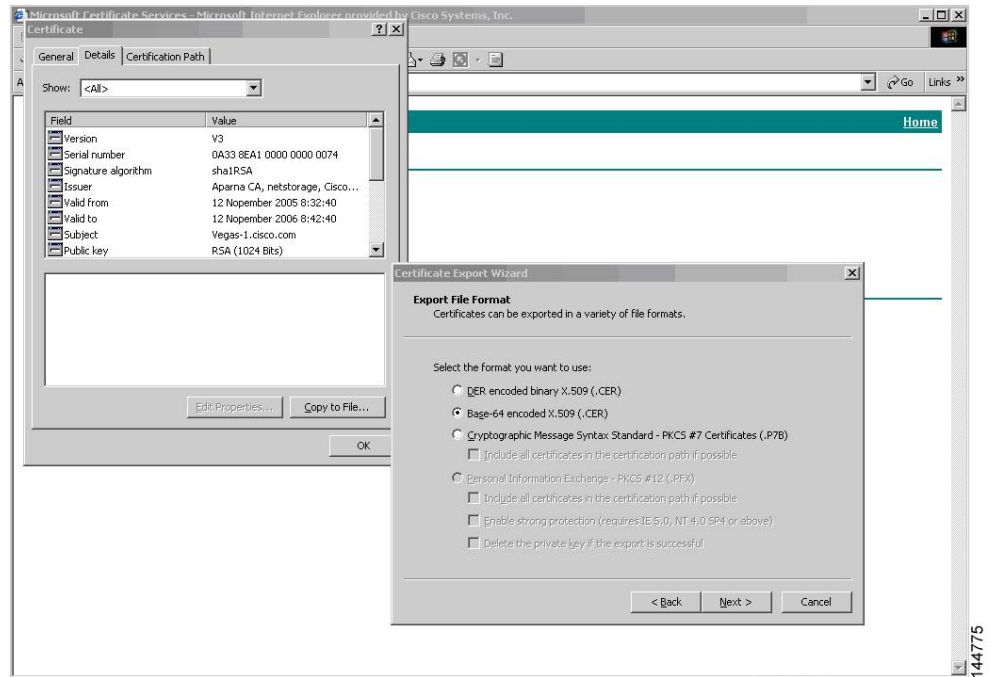 Microsoft Certificate Services - Microsoft Internet Explorer provided by Cisco Systems, Inc.
Certificate
General Details Certification Path
Show: <All>
Go Links »
Home
Field Value
Version V3
Serial number 0A33 8EA1 0000 0000 0074
Signature algorithm sha1RSA
Issuer Aparna CA, netstorage, Cisco...
Valid from 12 Nopember 2005 8:32:40
Valid to 12 Nopember 2006 8:42:40
Subject Vegas-1.cisco.com
Public key RSA (1024 Bits)
Edit Properties... Copy to File...
OK
Certificate Export Wizard
Export File Format
Certificates can be exported in a variety of file formats.
Select the format you want to use:
DER encoded binary X.509 (.CER)
Base-64 encoded X.509 (.CER)
Cryptographic Message Syntax Standard - PKCS #7 Certificates (.P7B)
Include all certificates in the certification path if possible
Personal Information Exchange - PKCS #12 (.PFX)
Include all certificates in the certification path if possible
Enable strong protection (requires IE 5.0, NT 4.0 SP4 or above)
Delete the private key if the export is successful
< Back Next > Cancel
144775